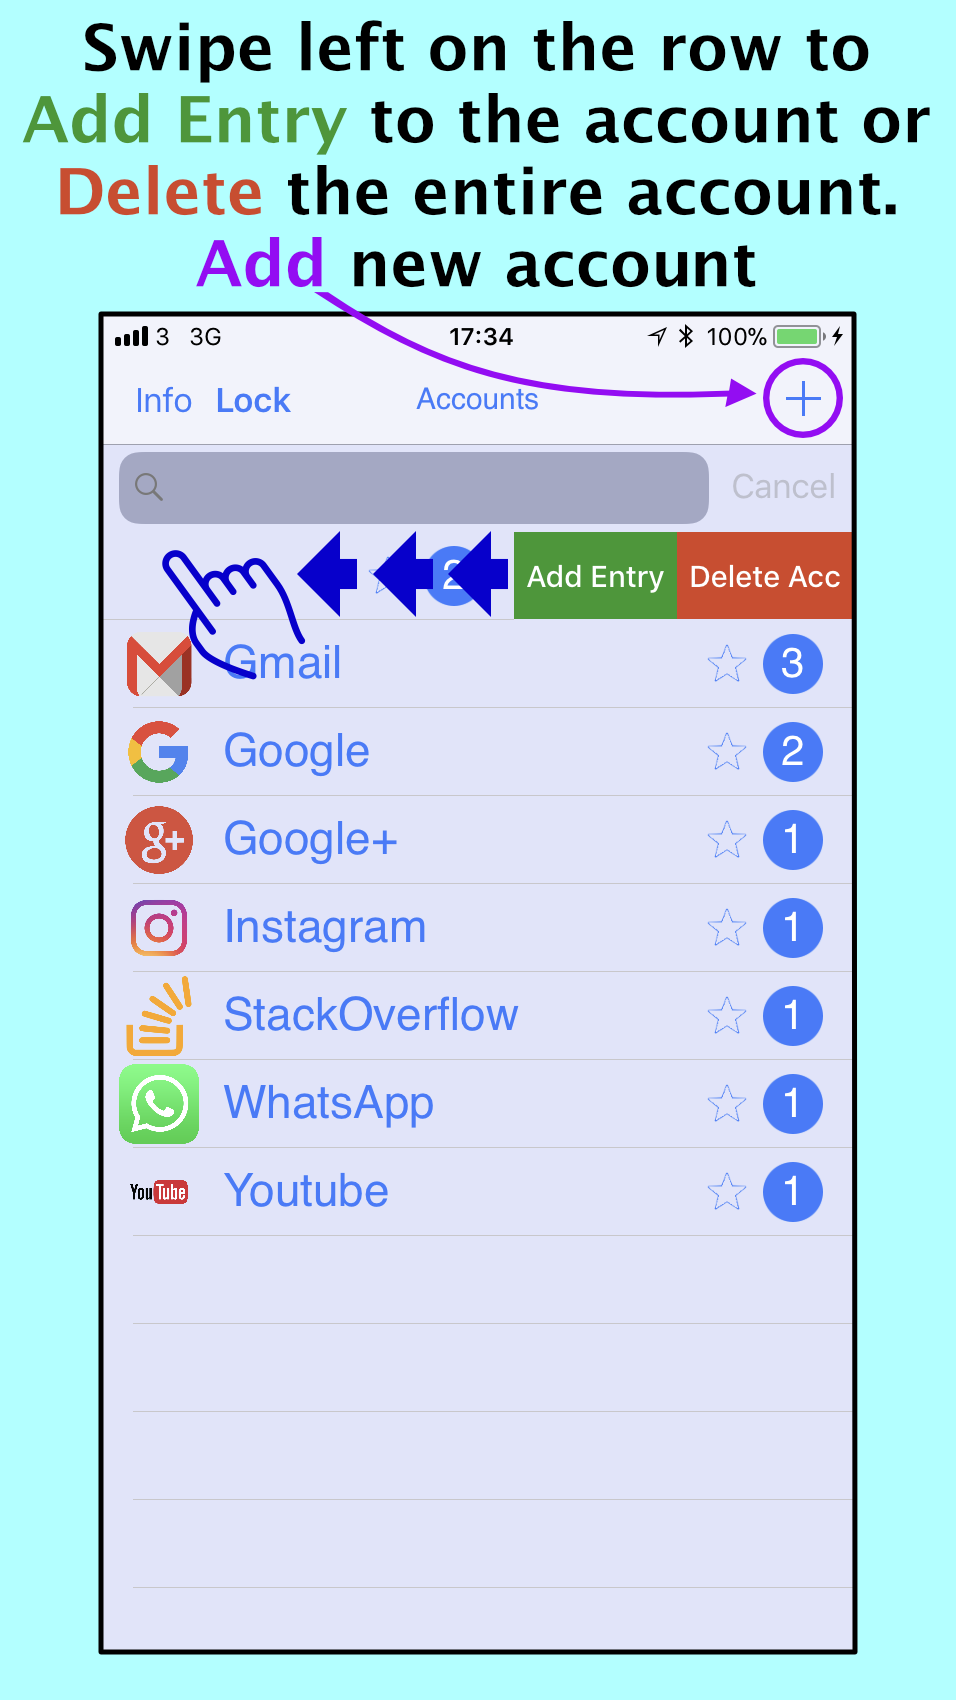 Swipe left on the row to
Add Entry to the account or
Delete the entire account.
Add new account
3 3G 17:34 100%
Info Lock Accounts
Cancel
2 Add Entry Delete Acc
Gmail 3
Google 2
g+ Google+ 1
Instagram 1
StackOverflow 1
WhatsApp 1
YouTube Youtube 1